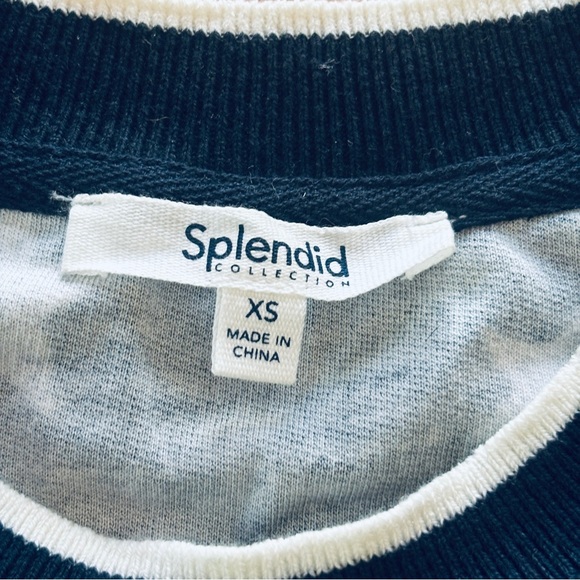 Splendid
COLLECTION
XS
MADE IN
CHINA